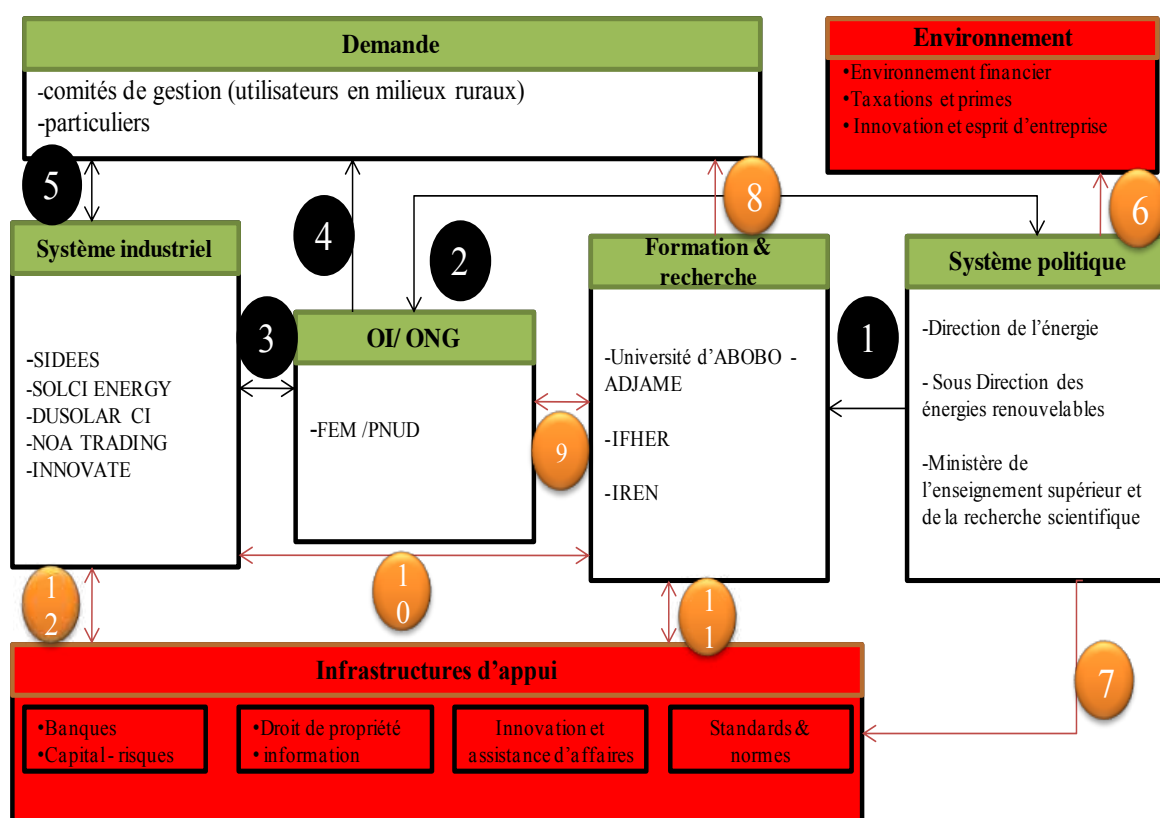 Demande
-comités de gestion (utilisateurs en milieux ruraux)
-particuliers
Environnement
•Environnement financier
•Taxations et primes
•Innovation et esprit d'entreprise
5
4
2
8
6
Système industriel
-SIDEES
-SOLCI ENERGY
-DUSOLAR CI
-NOA TRADING
-INNOVATE
3
OI/ ONG
-FEM /PNUD
9
Formation &
recherche
-Université d'ABOBO -
ADJAME
-IFHER
-IREN
1
Système politique
-Direction de l'énergie
- Sous Direction des
énergies renouvelables
-Ministère de
l'enseignement supérieur et
de la recherche scientifique
1
2
1
0
1
1
7
Infrastructures d'appui
•Banques
•Capital - risques
•Droit de propriété
•information
Innovation et
assistance d'affaires
Standards &
normes